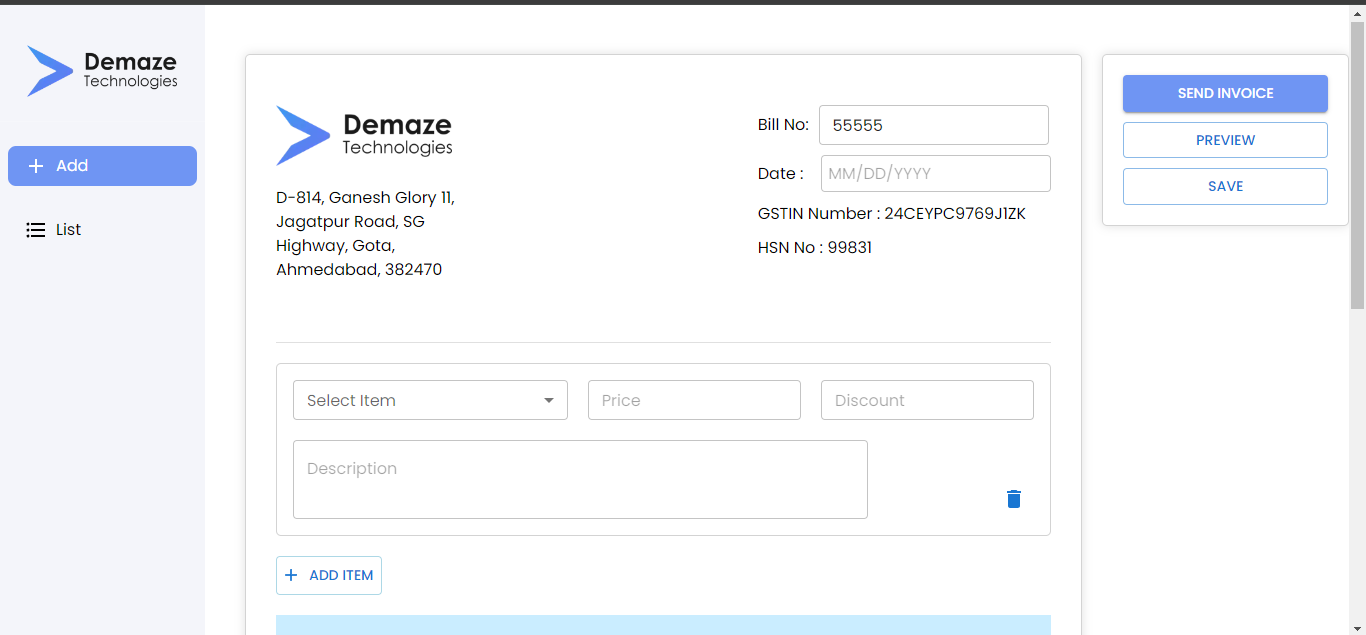 Demaze
Technologies
Add
List
Demaze
Technologies
D-814, Ganesh Glory 11,
Jagatpur Road, SG
Highway, Gota,
Ahmedabad, 382470
Bill No: 55555
Date : MM/DD/YYYY
GSTIN Number : 24CEYPC9769J1ZK
HSN No : 99831
Select Item Price Discount
Description
ADD ITEM
SEND INVOICE
PREVIEW
SAVE